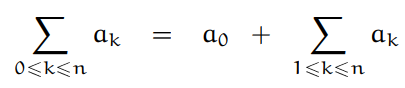 ∑_{0⩽k⩽n} a_k = a_0 + ∑_{1⩽k⩽n} a_k